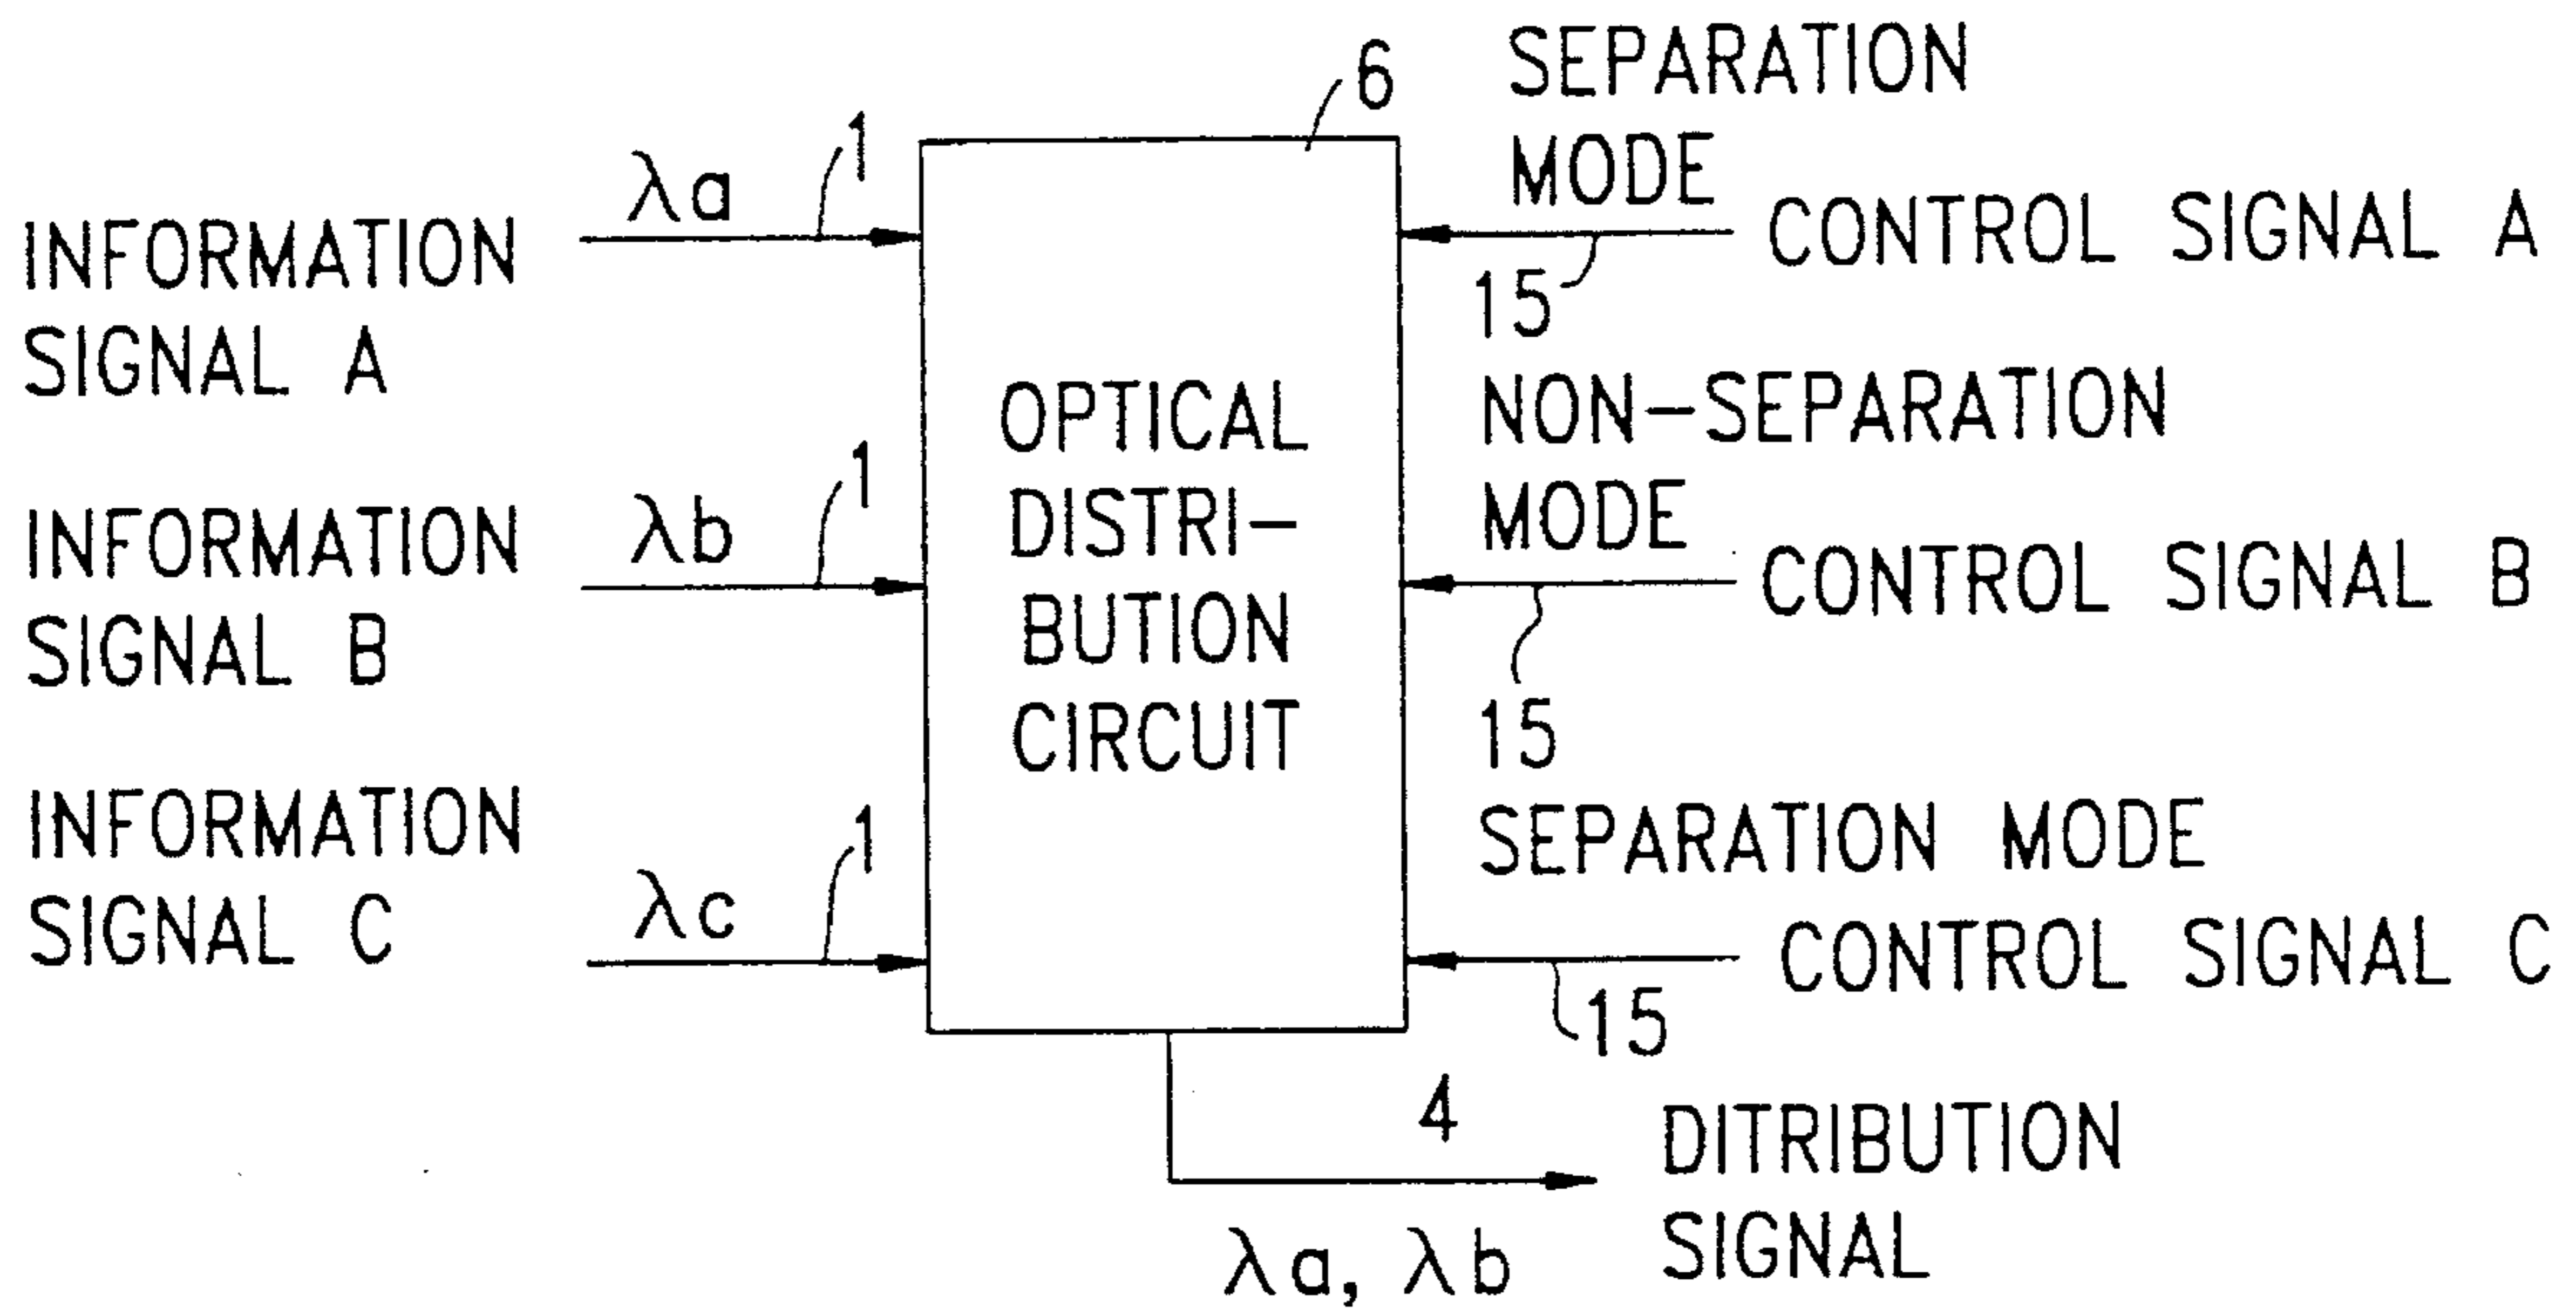 6
SEPARATION
MODE
λa
1
INFORMATION
SIGNAL A
CONTROL SIGNAL A
15
OPTICAL
DISTRI-
BUTION
CIRCUIT
NON-SEPARATION
MODE
λb
1
INFORMATION
SIGNAL B
CONTROL SIGNAL B
15
SEPARATION MODE
λc
1
INFORMATION
SIGNAL C
CONTROL SIGNAL C
15
4
DITRIBUTION
SIGNAL
λa, λb